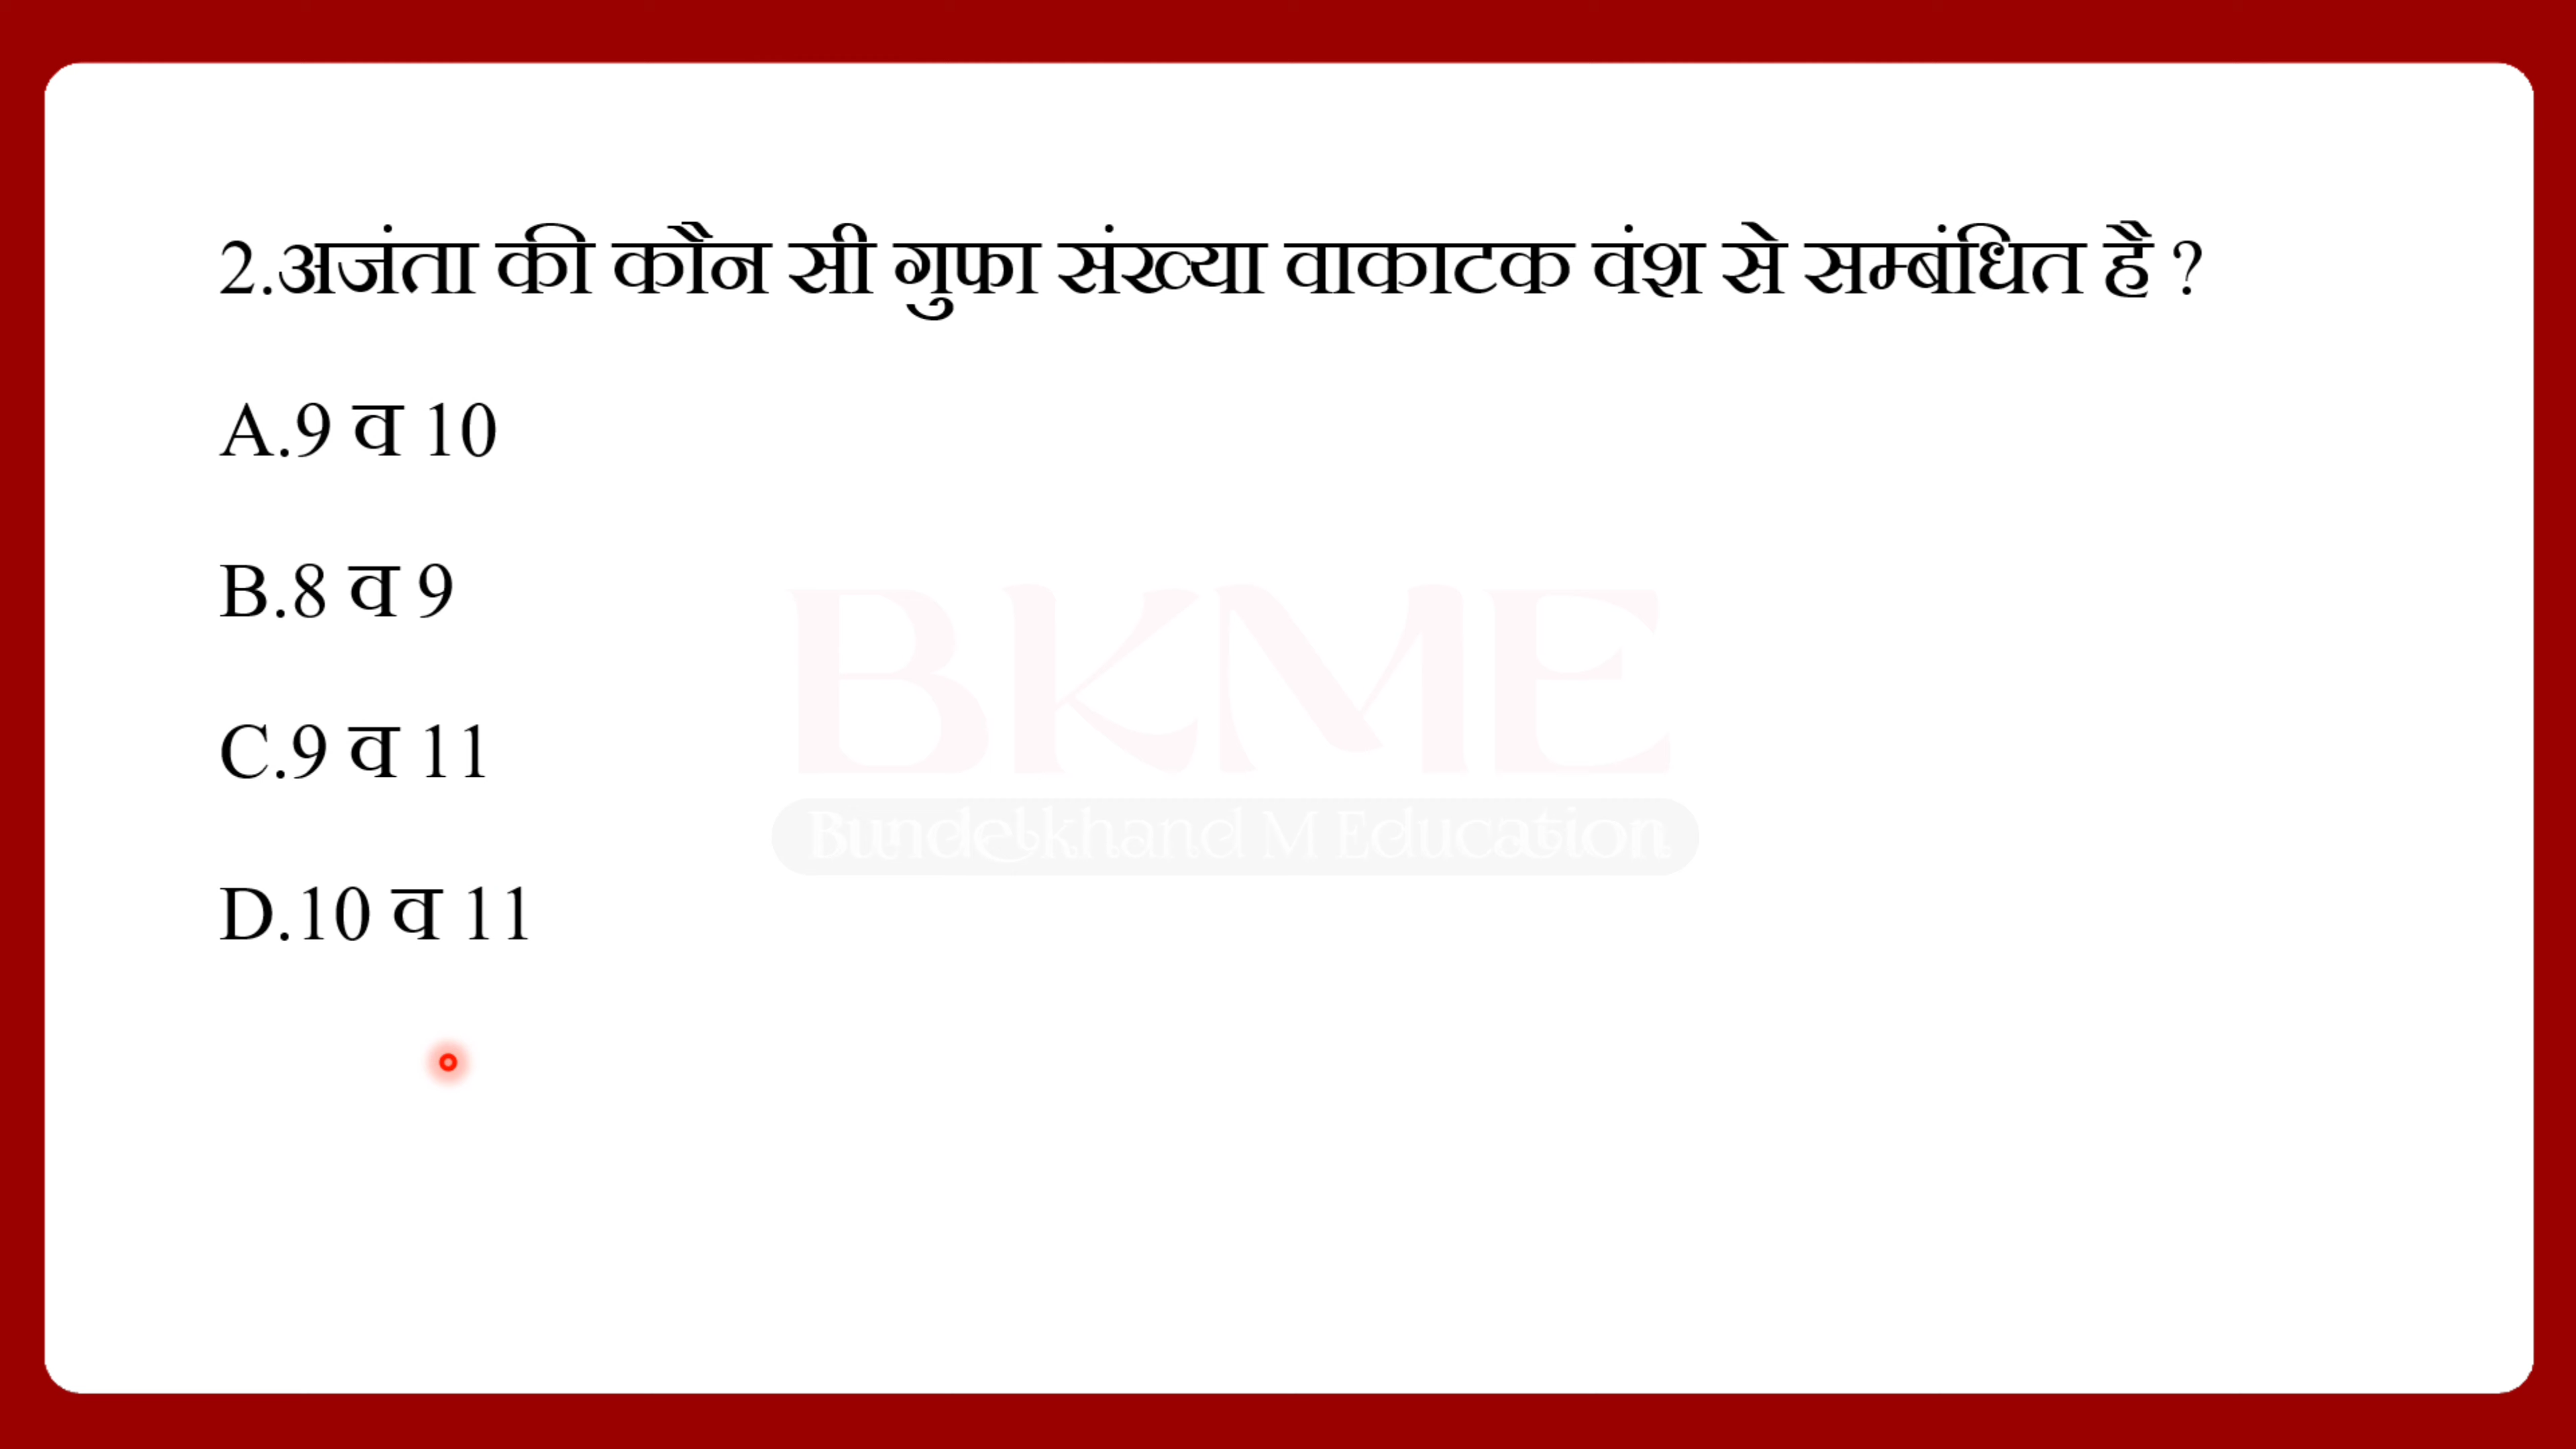 2.अजंता की कौन सी गुफा संख्या वाकाटक वंश से सम्बंधित है ?
A.9 व 10
B.8 व 9
C.9 व 11
D.10 व 11
BKME
Bundelkhand M Education